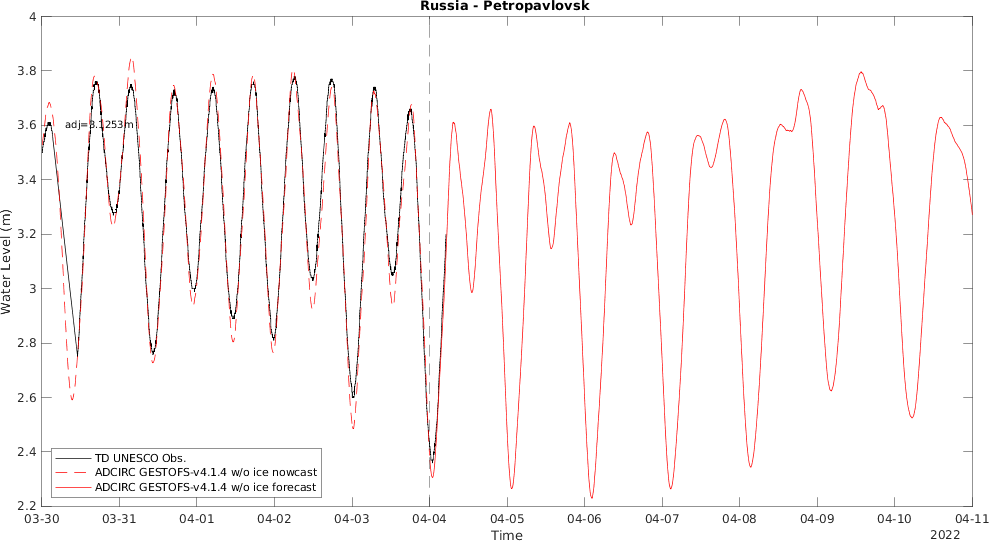 Russia - Petropavlovsk
4
3.8
3.6
3.4
3.2
3
2.8
2.6
2.4
2.2
Water Level (m)
adj=3.1253m
TD UNESCO Obs.
ADCIRC GESTOFS-v4.1.4 w/o ice nowcast
ADCIRC GESTOFS-v4.1.4 w/o ice forecast
03-30 03-31 04-01 04-02 04-03 04-04 04-05 04-06 04-07 04-08 04-09 04-10 04-11
Time
2022